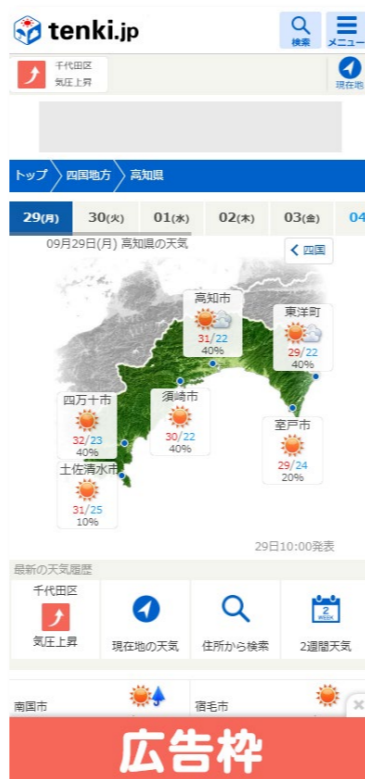 tenki.jp
検索
メニュー
千代田区
気圧上昇
現在地
トップ 四国地方 高知県
29(月) 30(火) 01(水) 02(木) 03(金) 04
09月29日(月) 高知県の天気
四国
高知市
31/22
40%
東洋町
29/22
40%
四万十市
32/23
40%
須崎市
30/22
40%
室戸市
29/24
20%
土佐清水市
31/25
10%
29日10:00発表
最新の天気履歴
千代田区
気圧上昇
現在地の天気
住所から検索
2
WEEK
2週間天気
南国市
宿毛市
広告枠